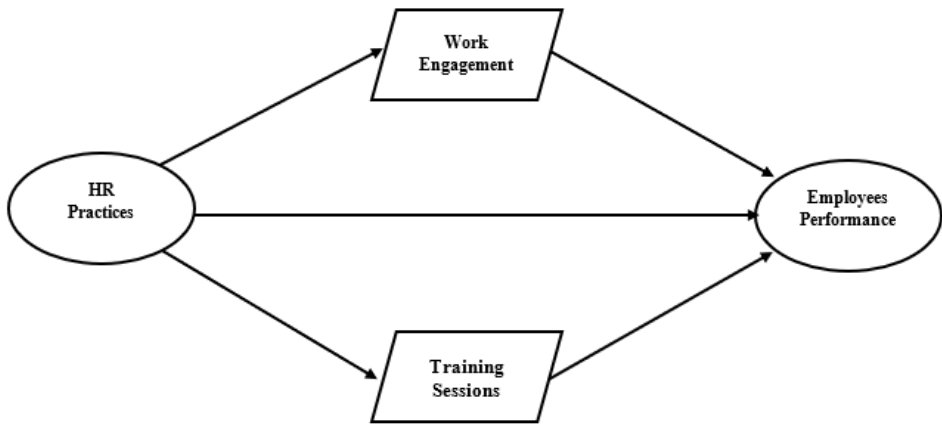 Work
Engagement
HR
Practices
Employees
Performance
Training
Sessions